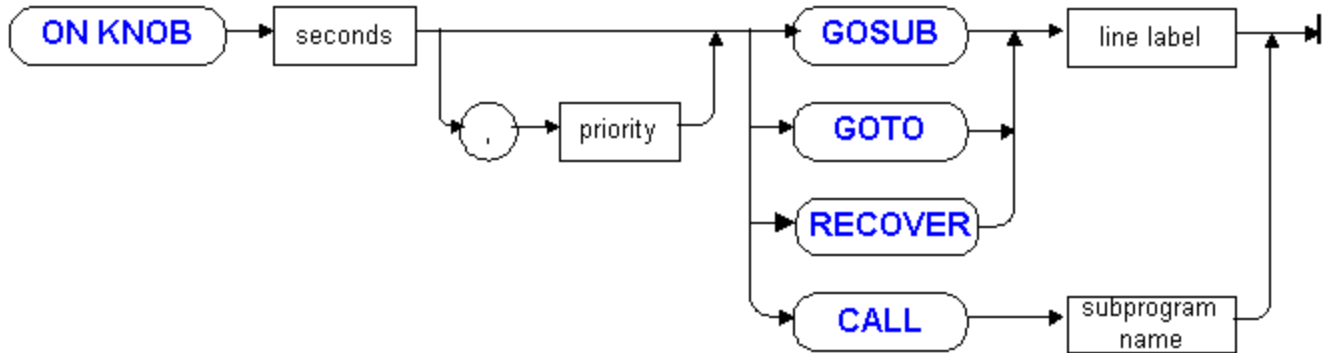 ON KNOB
seconds
,
priority
GOSUB
GOTO
RECOVER
CALL
line label
subprogram
name